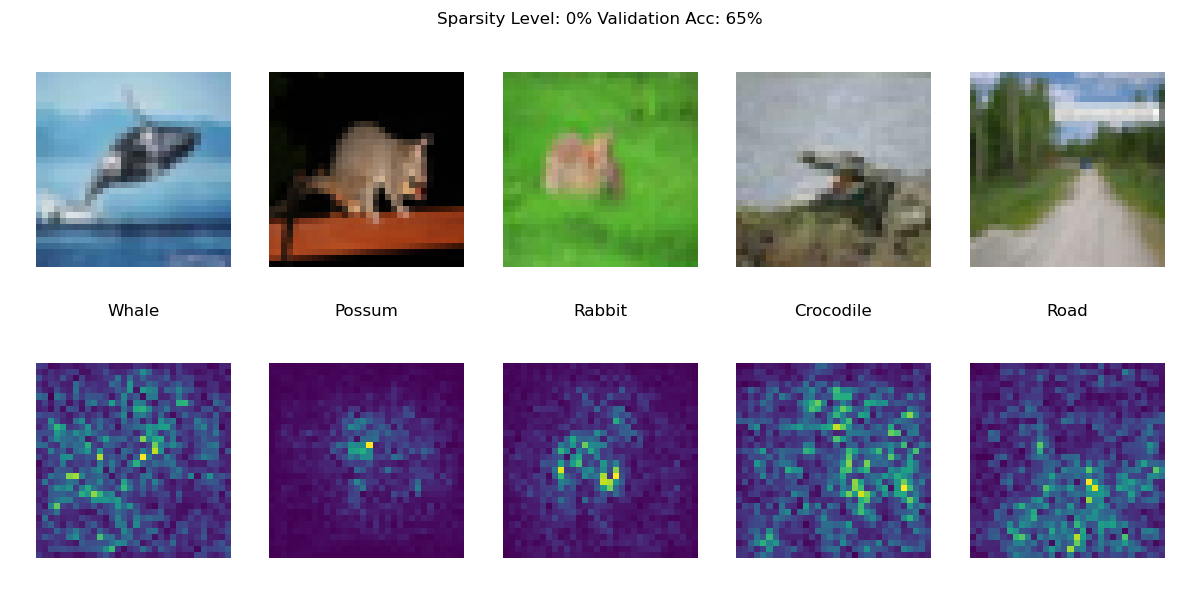 Sparsity Level: 0% Validation Acc: 65%
Whale
Possum
Rabbit
Crocodile
Road